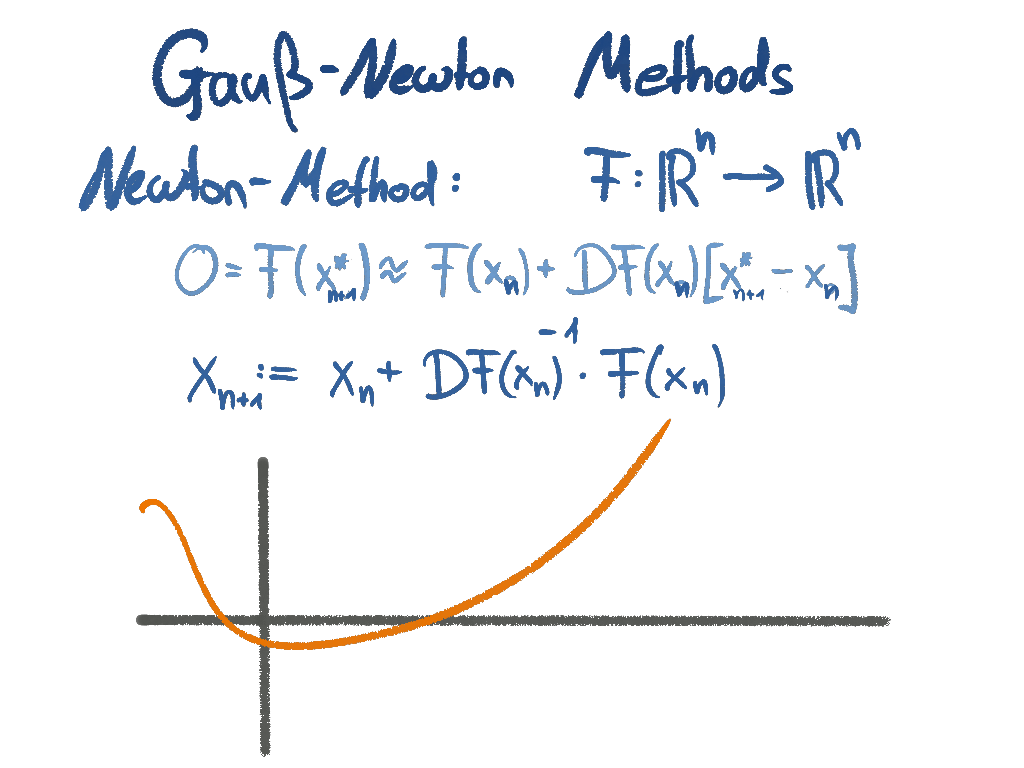 Gauß-Newton Methods
Newton-Method: F: ℝⁿ → ℝⁿ
0 = F(x*ₙ₊₁) ≈ F(xₙ) + DF(xₙ)[x*ₙ₊₁ - xₙ]
xₙ₊₁ := xₙ + DF(xₙ)⁻¹ · F(xₙ)